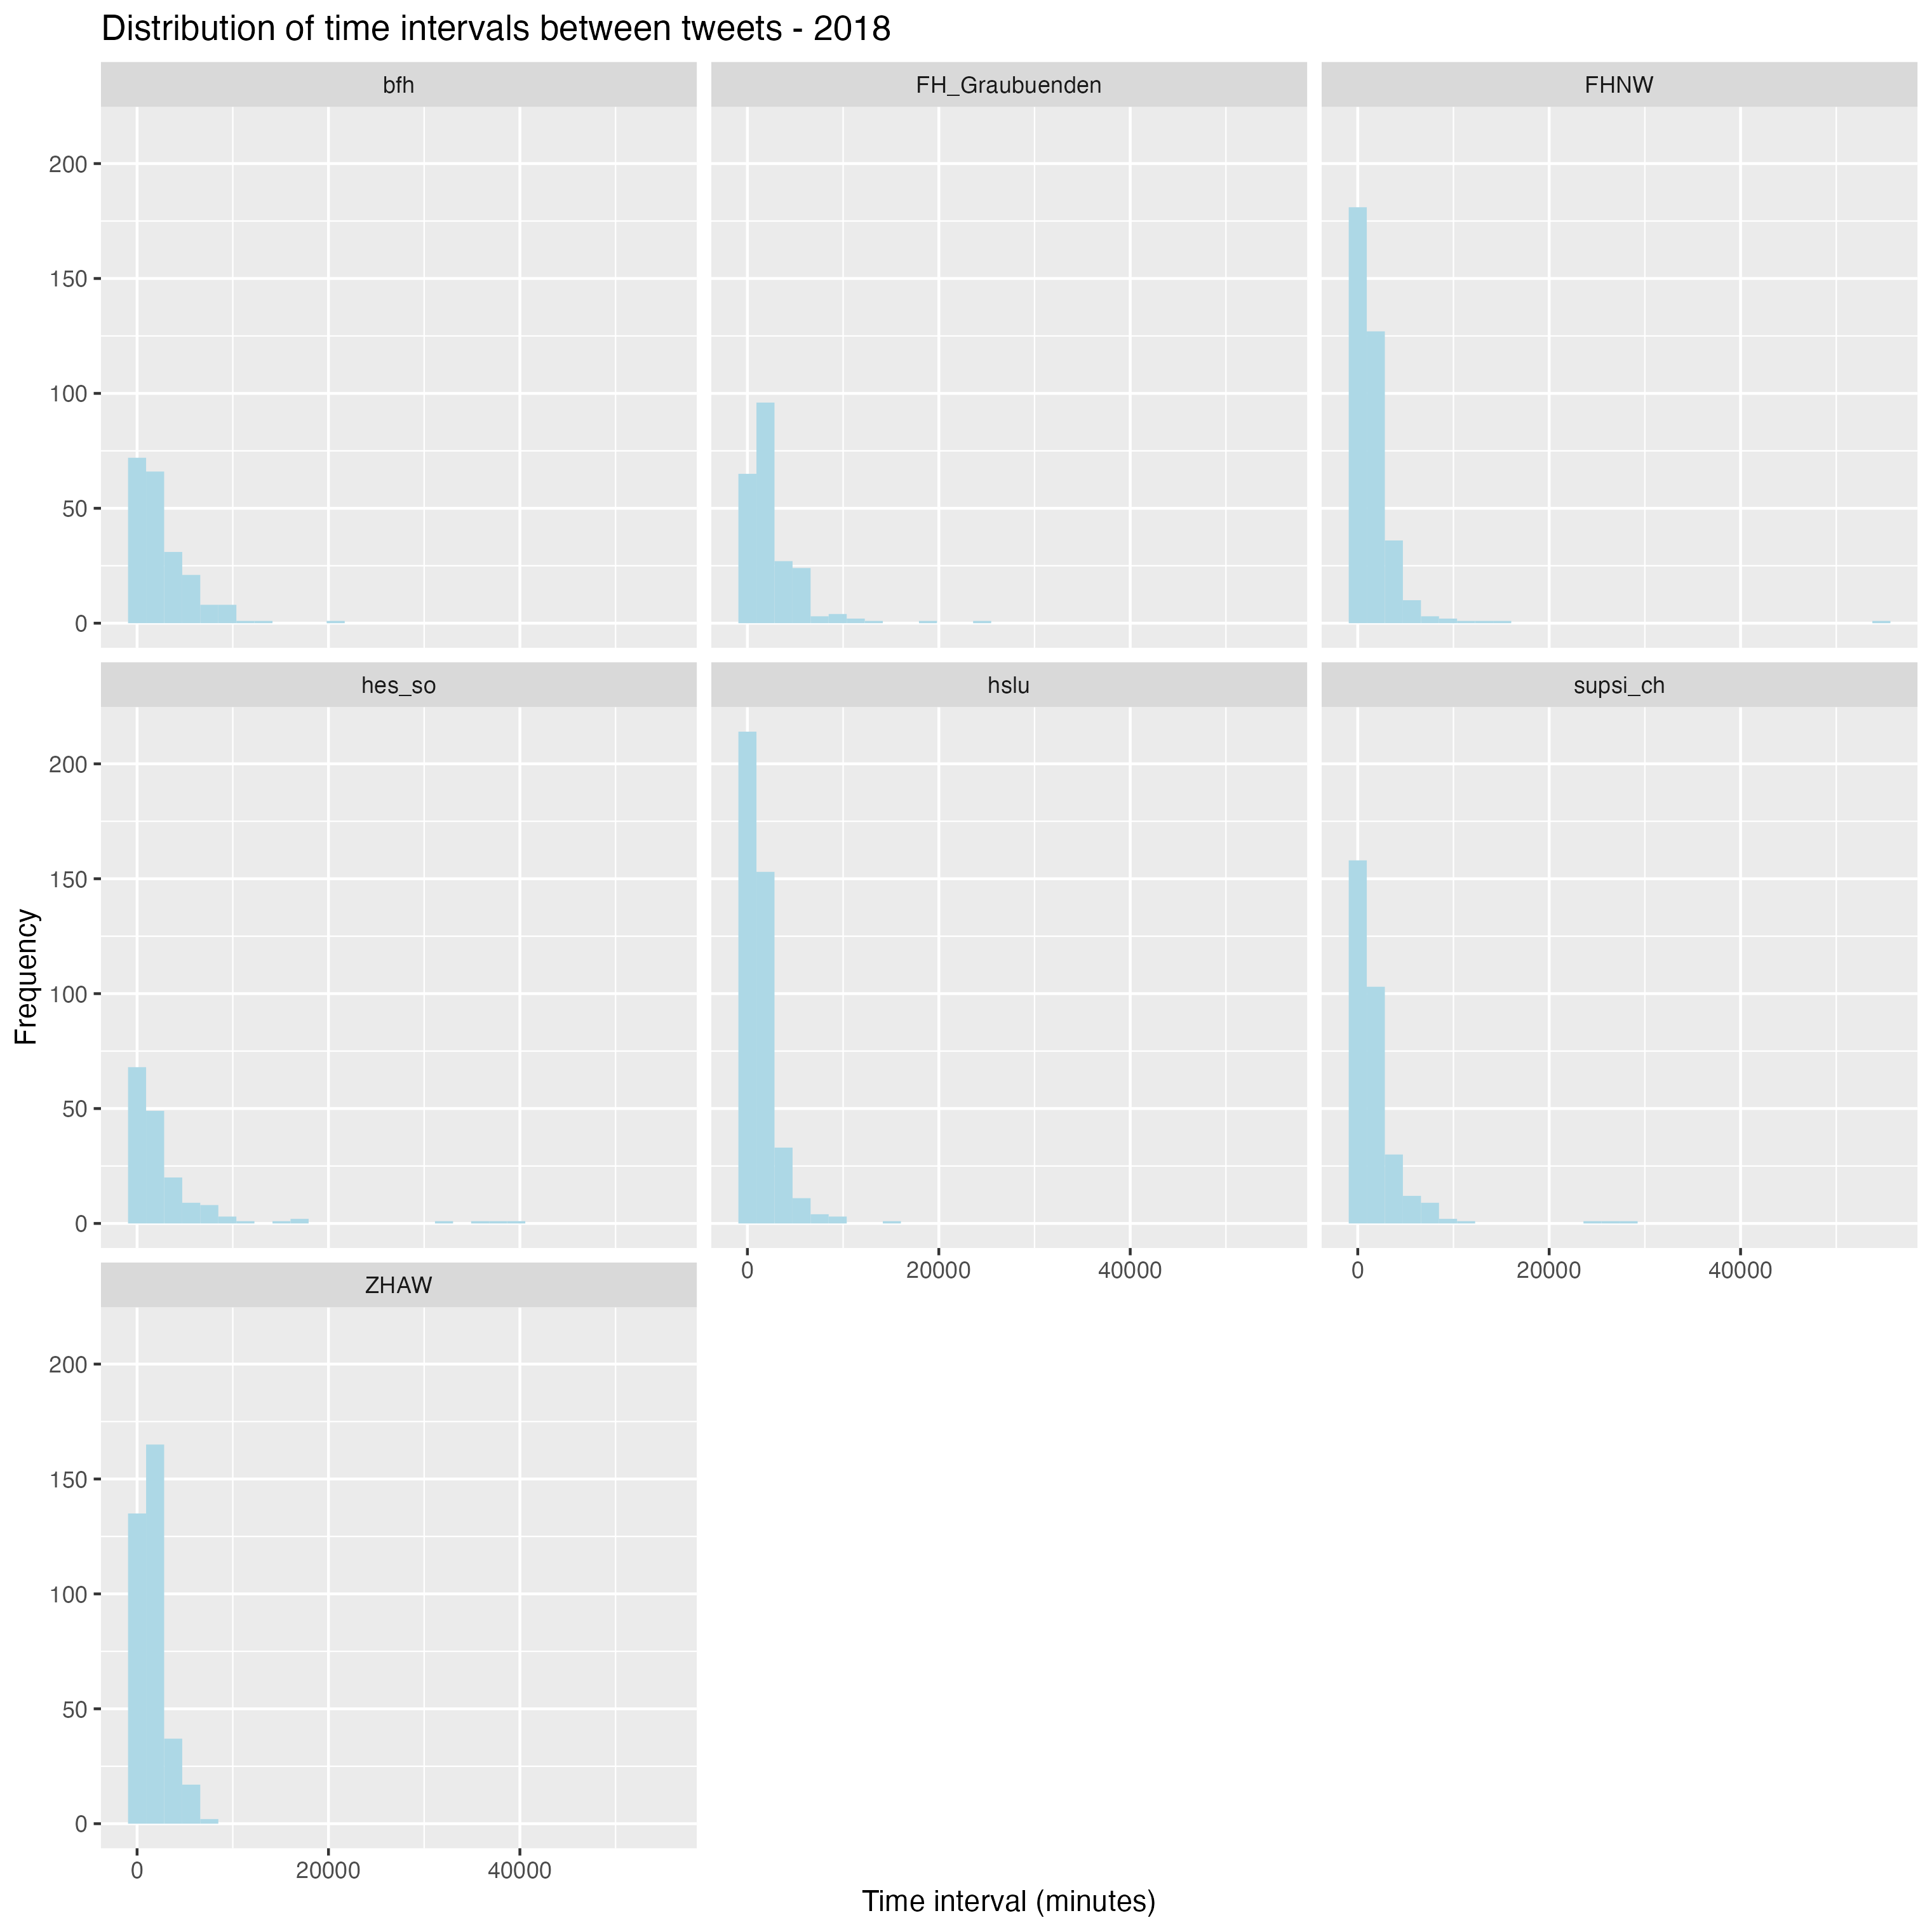 Distribution of time intervals between tweets - 2018
bfh
FH_Graubuenden
FHNW
200
150
100
50
0
hes_so
hslu
supsi_ch
200
150
100
50
0
0
20000
40000
0
20000
40000
ZHAW
200
150
100
50
0
0
20000
40000
Frequency
Time interval (minutes)